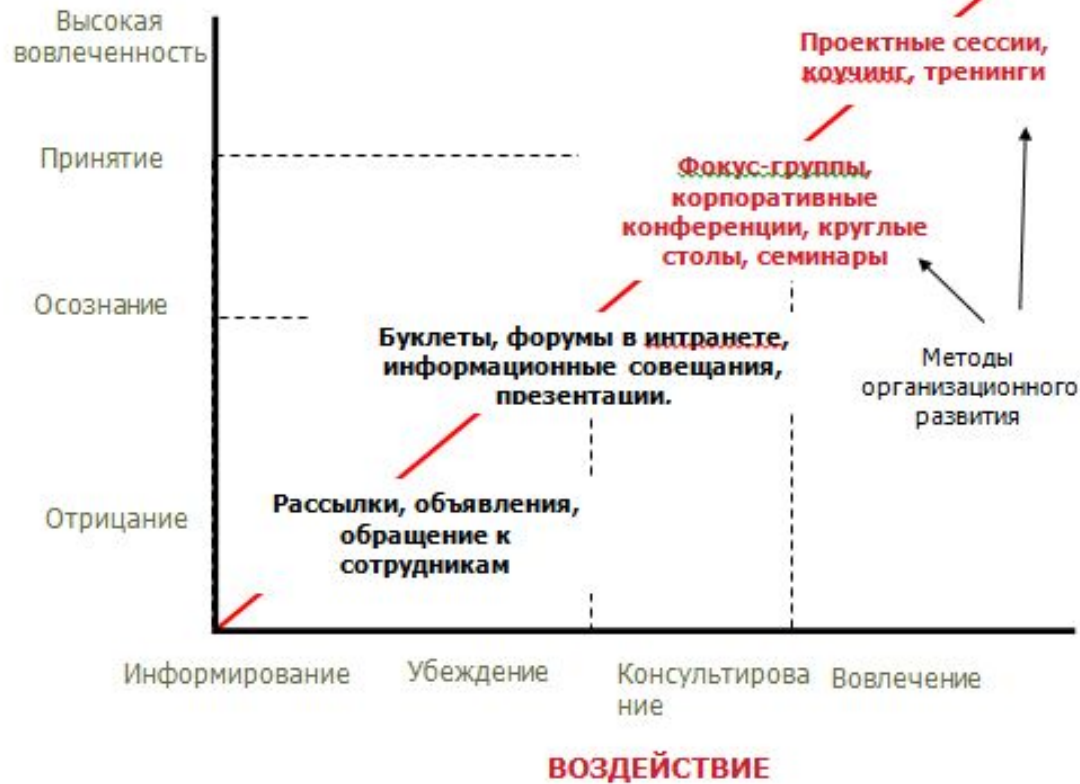 Высокая
вовлеченность
Проектные сессии,
коучинг, тренинги
Принятие
Фокус-группы,
корпоративные
конференции, круглые
столы, семинары
Осознание
Буклеты, форумы в интранете,
информационные совещания,
презентации.
Методы
организационного
развития
Отрицание
Рассылки, объявления,
обращение к
сотрудникам
Информирование
Убеждение
Консультирова
ние
Вовлечение
ВОЗДЕЙСТВИЕ